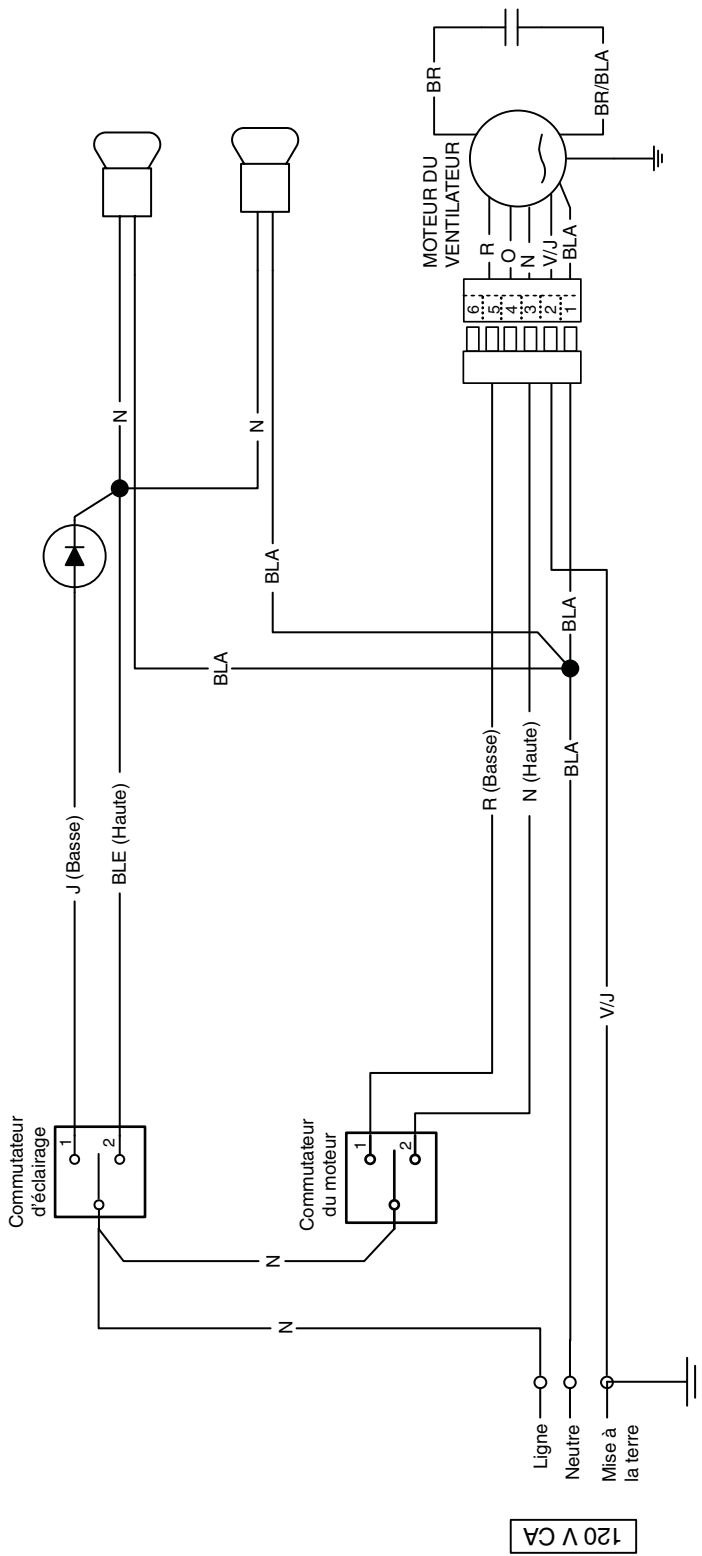 BR
BR/BLA
MOTEUR DU
VENTILATEUR
R
O
N
V/J
BLA
6
5
4
3
2
1
N
N
BLA
BLA
BLA
J (Basse)
BLE (Haute)
R (Basse)
N (Haute)
BLA
V/J
Commutateur
d'éclairage
1
2
Commutateur
du moteur
1
2
N
N
Ligne
Neutre
Mise à
la terre
120 V CA